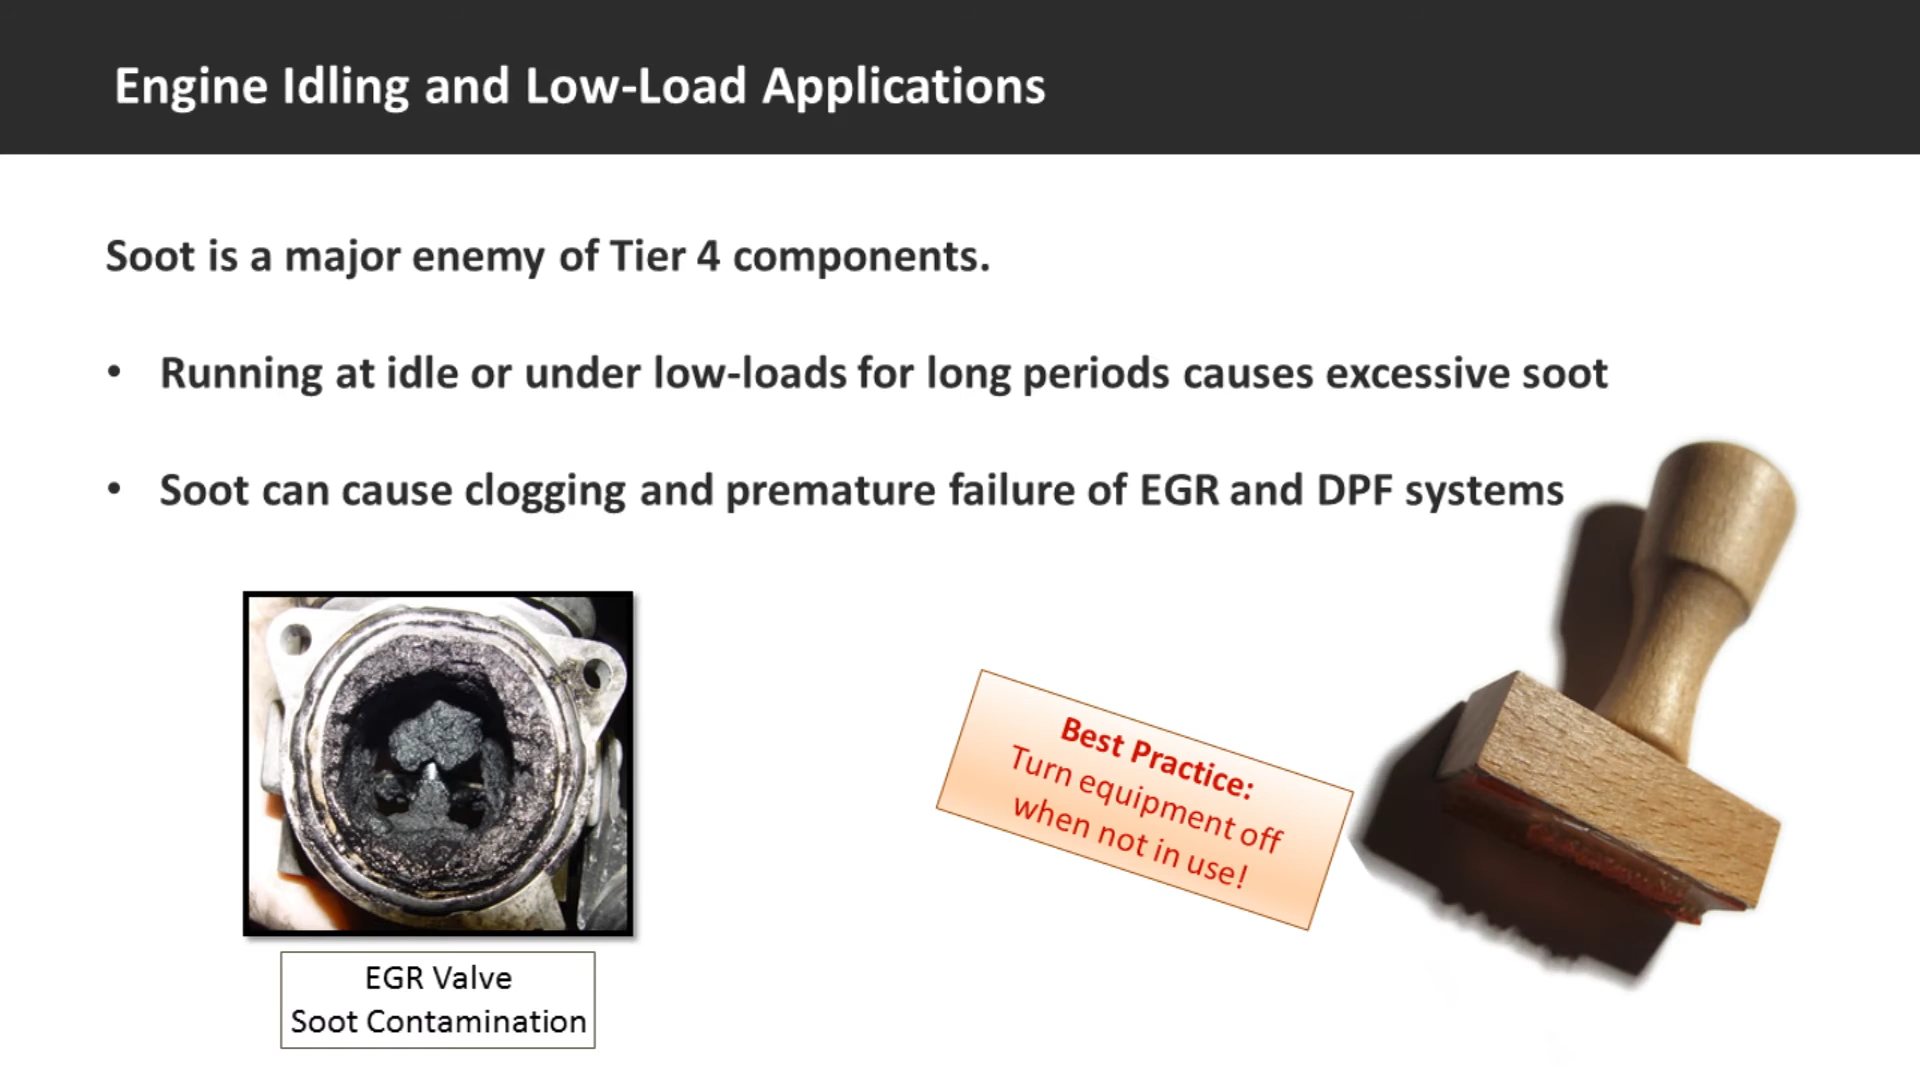 Engine Idling and Low-Load Applications
Soot is a major enemy of Tier 4 components.
• Running at idle or under low-loads for long periods causes excessive soot
• Soot can cause clogging and premature failure of EGR and DPF systems
Best Practice:
Turn equipment off
when not in use!
EGR Valve
Soot Contamination